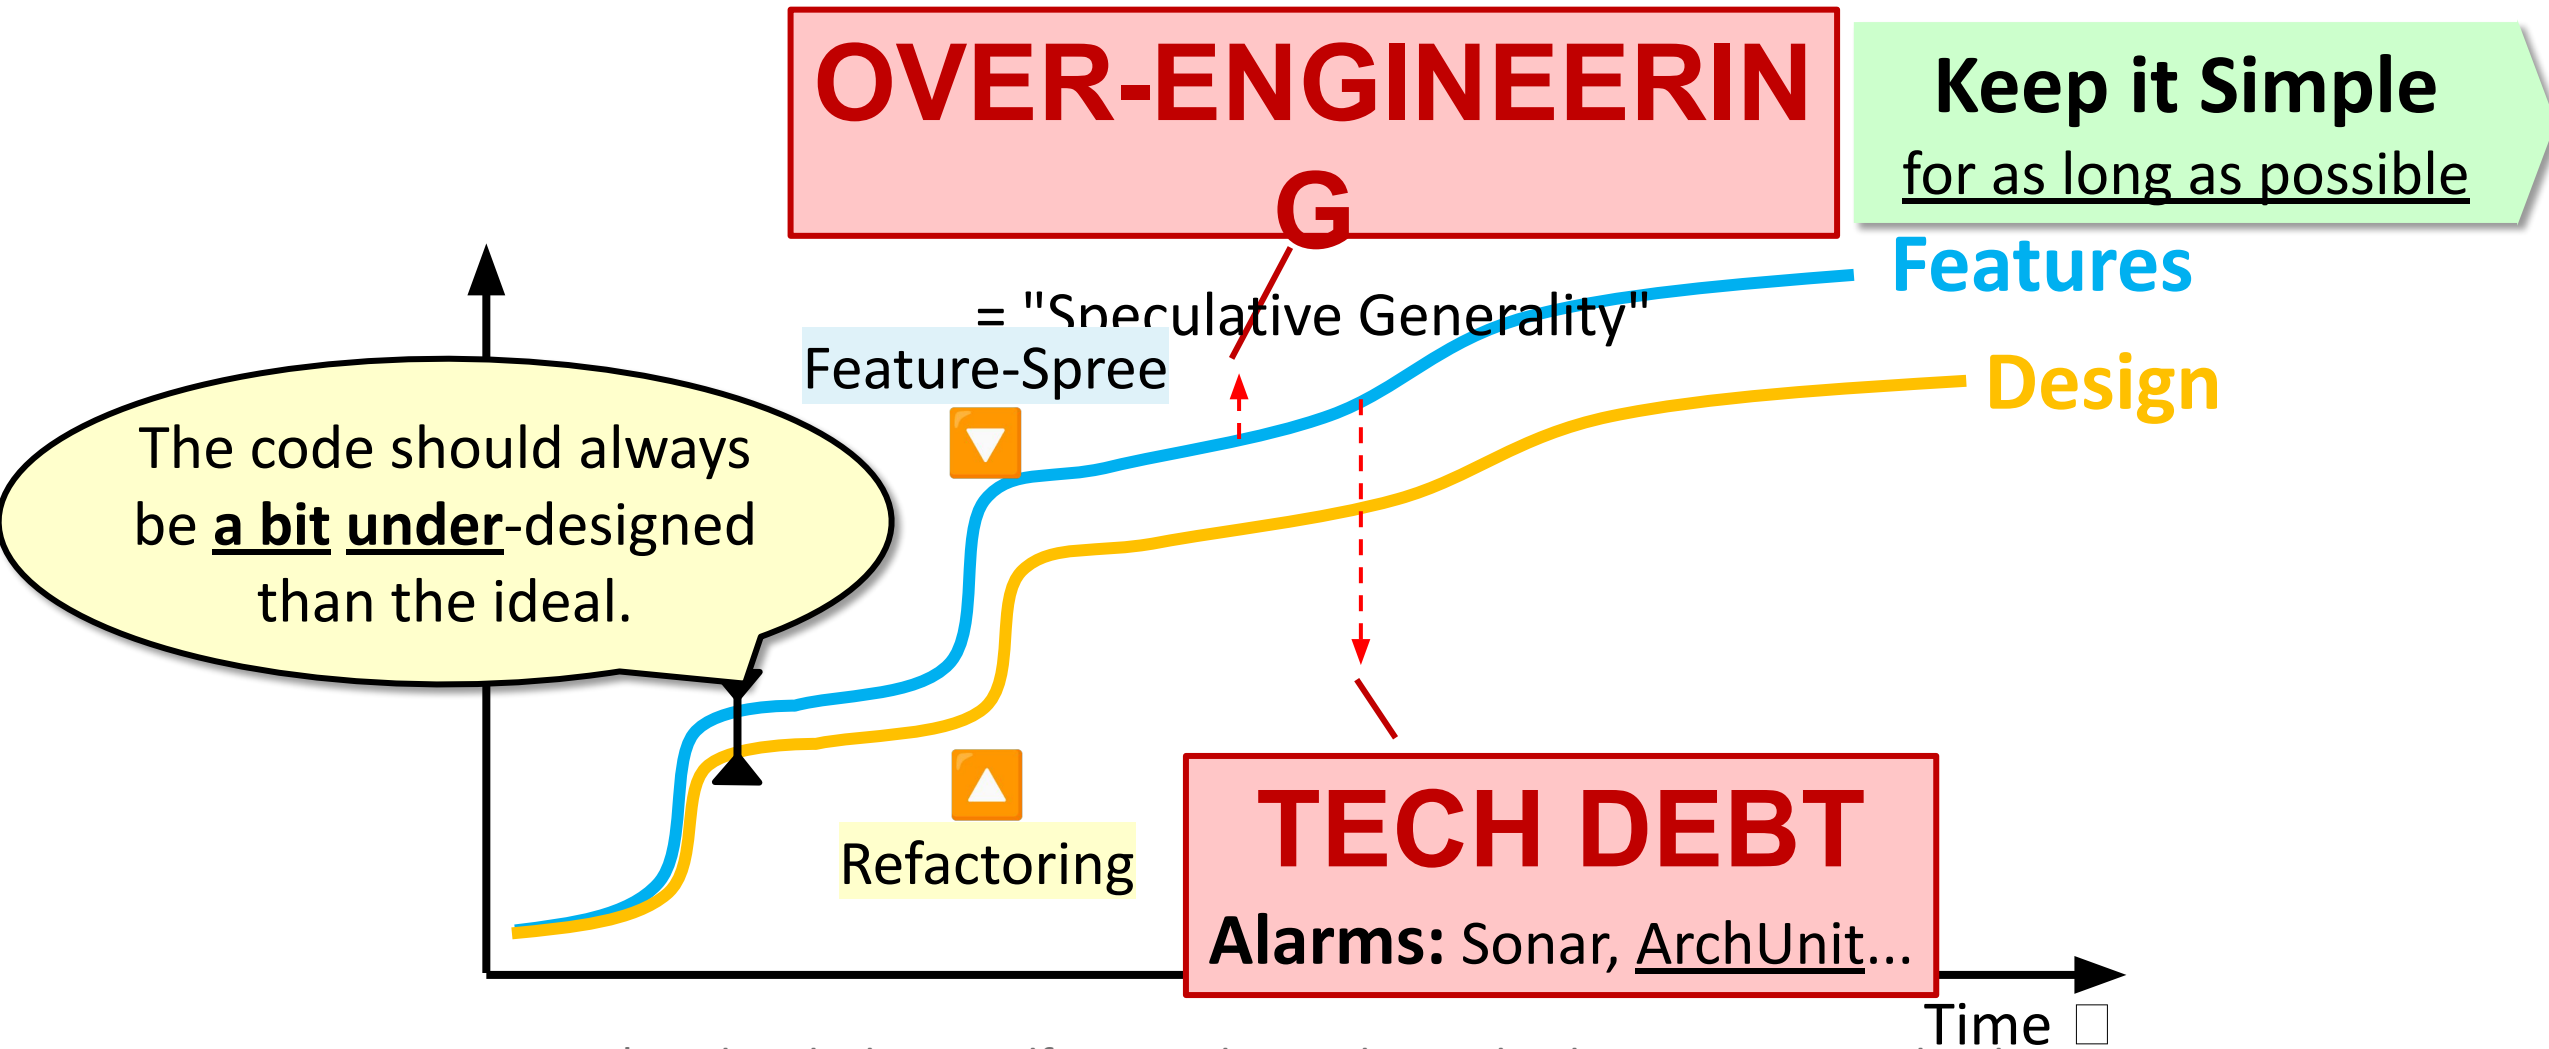 OVER-ENGINEERIN
G
Keep it Simple
for as long as possible
= "Speculative Generality"
Features
Feature-Spree
Design
The code should always
be a bit under-designed
than the ideal.
Refactoring
TECH DEBT
Alarms: Sonar, ArchUnit...
Time